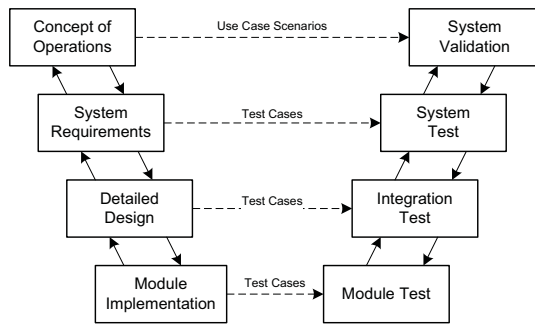 Concept of
Operations
Use Case Scenarios
System
Validation
System
Requirements
Test Cases
System
Test
Detailed
Design
Test Cases
Integration
Test
Module
Implementation
Test Cases
Module Test